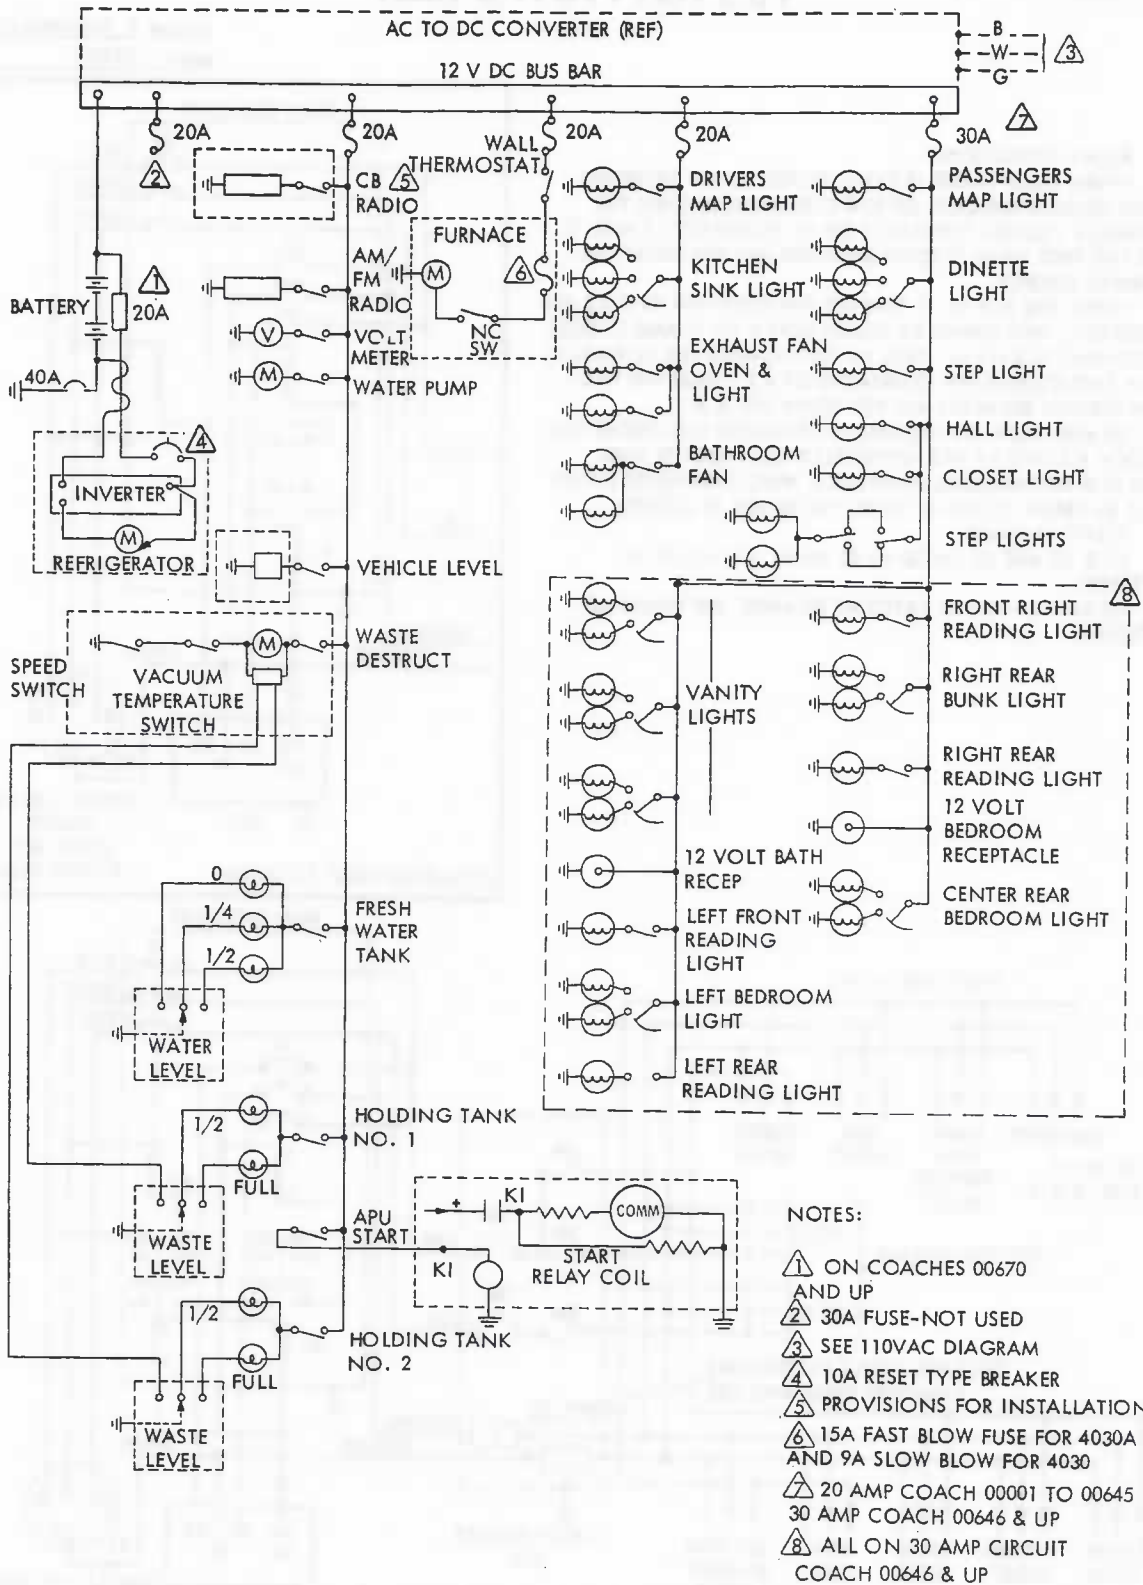 AC TO DC CONVERTER (REF)
12 V DC BUS BAR
B
W
G
3
7
20A
20A
20A
20A
30A
2
WALL
THERMOSTAT
CB
RADIO
5
DRIVERS
MAP LIGHT
PASSENGERS
MAP LIGHT
FURNACE
6
M
NC
SW
AM/
FM
RADIO
KITCHEN
SINK LIGHT
DINETTE
LIGHT
BATTERY
20A
1
40A
V
VOLT
METER
M
WATER PUMP
EXHAUST FAN
OVEN &
LIGHT
STEP LIGHT
HALL LIGHT
4
INVERTER
M
REFRIGERATOR
BATHROOM
FAN
CLOSET LIGHT
STEP LIGHTS
VEHICLE LEVEL
8
FRONT RIGHT
READING LIGHT
SPEED
SWITCH
M
WASTE
DESTRUCT
VACUUM
TEMPERATURE
SWITCH
VANITY
LIGHTS
RIGHT REAR
BUNK LIGHT
RIGHT REAR
READING LIGHT
12 VOLT
BEDROOM
RECEPTACLE
12 VOLT BATH
RECEP
CENTER REAR
BEDROOM LIGHT
0
1/4
1/2
FRESH
WATER
TANK
LEFT FRONT
READING
LIGHT
WATER
LEVEL
LEFT BEDROOM
LIGHT
LEFT REAR
READING LIGHT
1/2
FULL
HOLDING TANK
NO. 1
WASTE
LEVEL
APU
START
KI
+
KI
COMM
START
RELAY COIL
1/2
FULL
HOLDING TANK
NO. 2
WASTE
LEVEL
NOTES:
1 ON COACHES 00670
AND UP
2 30A FUSE-NOT USED
3 SEE 110VAC DIAGRAM
4 10A RESET TYPE BREAKER
5 PROVISIONS FOR INSTALLATION
6 15A FAST BLOW FUSE FOR 4030A
AND 9A SLOW BLOW FOR 4030
7 20 AMP COACH 00001 TO 00645
30 AMP COACH 00646 & UP
8 ALL ON 30 AMP CIRCUIT
COACH 00646 & UP